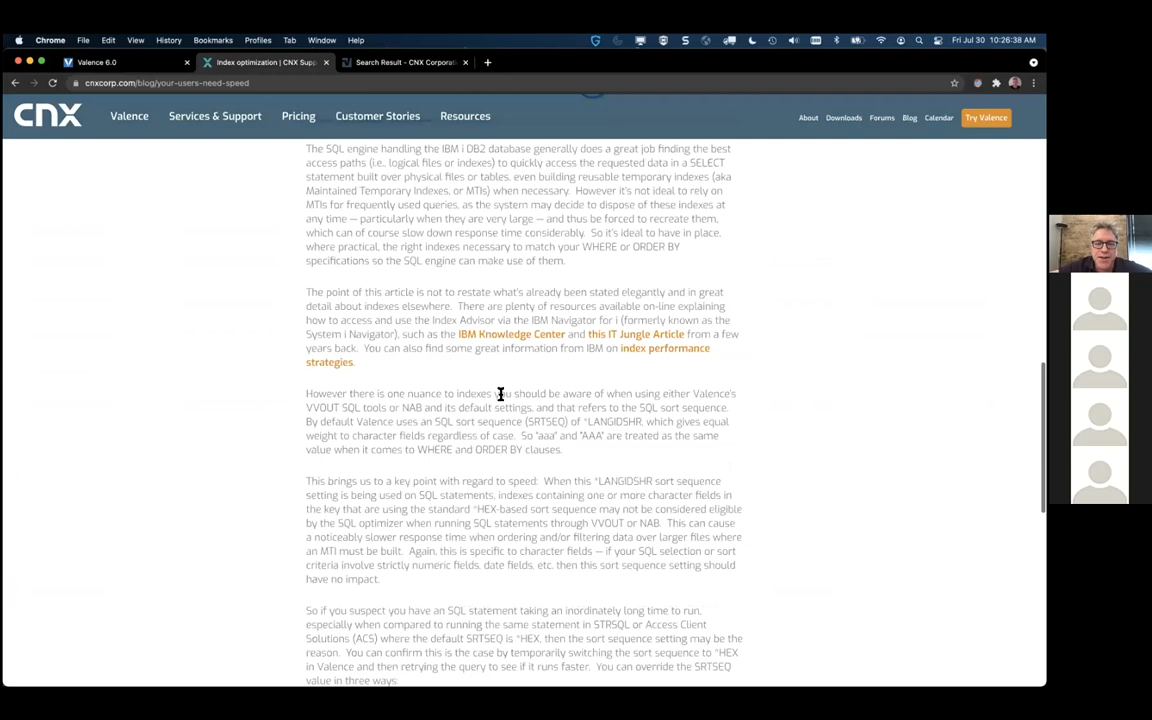 Chrome File Edit View History Bookmarks Profiles Tab Window Help Fri Jul 30 10:26:38 AM
Valence 6.0 Index optimization | CNX Supp Search Result - CNX Corporati
cnxcorp.com/blog/your-users-need-speed
CNX Valence Services & Support Pricing Customer Stories Resources About Downloads Forums Blog Calendar Try Valence
The SQL engine handling the IBM i DB2 database generally does a great job finding the best
access paths (i.e., logical files or indexes) to quickly access the requested data in a SELECT
statement built over physical files or tables, even building reusable temporary indexes (aka
Maintained Temporary Indexes, or MTIs) when necessary. However it's not ideal to rely on
MTIs for frequently used queries, as the system may decide to dispose of these indexes at
any time — particularly when they are very large — and thus be forced to recreate them,
which can of course slow down response time considerably. So it's ideal to have in place,
where practical, the right indexes necessary to match your WHERE or ORDER BY
specifications so the SQL engine can make use of them.
The point of this article is not to restate what's already been stated elegantly and in great
detail about indexes elsewhere. There are plenty of resources available on-line explaining
how to access and use the Index Advisor via the IBM Navigator for i (formerly known as the
System i Navigator), such as the IBM Knowledge Center and this IT Jungle Article from a few
years back. You can also find some great information from IBM on index performance
strategies.
However there is one nuance to indexes you should be aware of when using either Valence's
VVOUT SQL tools or NAB and its default settings, and that refers to the SQL sort sequence.
By default Valence uses an SQL sort sequence (SRTSEQ) of *LANGIDSHR, which gives equal
weight to character fields regardless of case. So "aaa" and "AAA" are treated as the same
value when it comes to WHERE and ORDER BY clauses.
This brings us to a key point with regard to speed: When this *LANGIDSHR sort sequence
setting is being used on SQL statements, indexes containing one or more character fields in
the key that are using the standard *HEX-based sort sequence may not be considered eligible
by the SQL optimizer when running SQL statements through VVOUT or NAB. This can cause
a noticeably slower response time when ordering and/or filtering data over larger files where
an MTI must be built. Again, this is specific to character fields — if your SQL selection or sort
criteria involve strictly numeric fields, date fields, etc. then this sort sequence setting should
have no impact.
So if you suspect you have an SQL statement taking an inordinately long time to run,
especially when compared to running the same statement in STRSQL or Access Client
Solutions (ACS) where the default SRTSEQ is *HEX, then the sort sequence setting may be the
reason. You can confirm this is the case by temporarily switching the sort sequence to *HEX
in Valence and then retrying the query to see if it runs faster. You can override the SRTSEQ
value in three ways